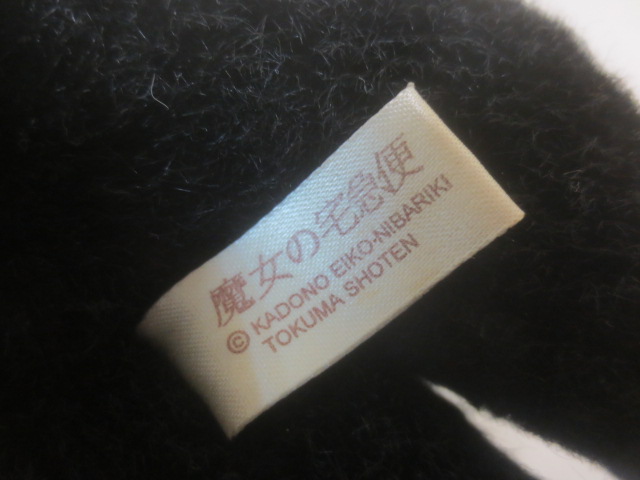 魔女の宅急便
© KADONO EIKO-NIBARIKI
TOKUMA SHOTEN